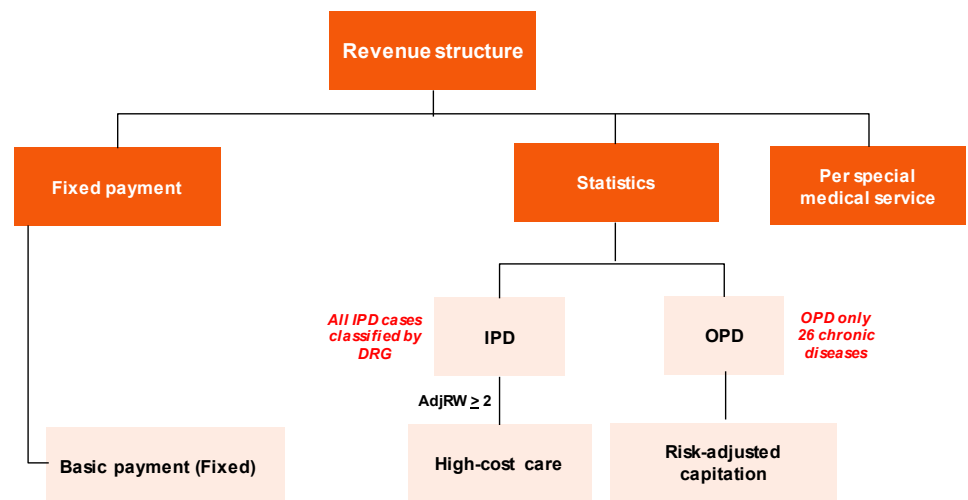 Revenue structure
Fixed payment
Statistics
Per special
medical service
All IPD cases
classified by
DRG
IPD
OPD
OPD only
26 chronic
diseases
AdjRW ≥ 2
Basic payment (Fixed)
High-cost care
Risk-adjusted
capitation